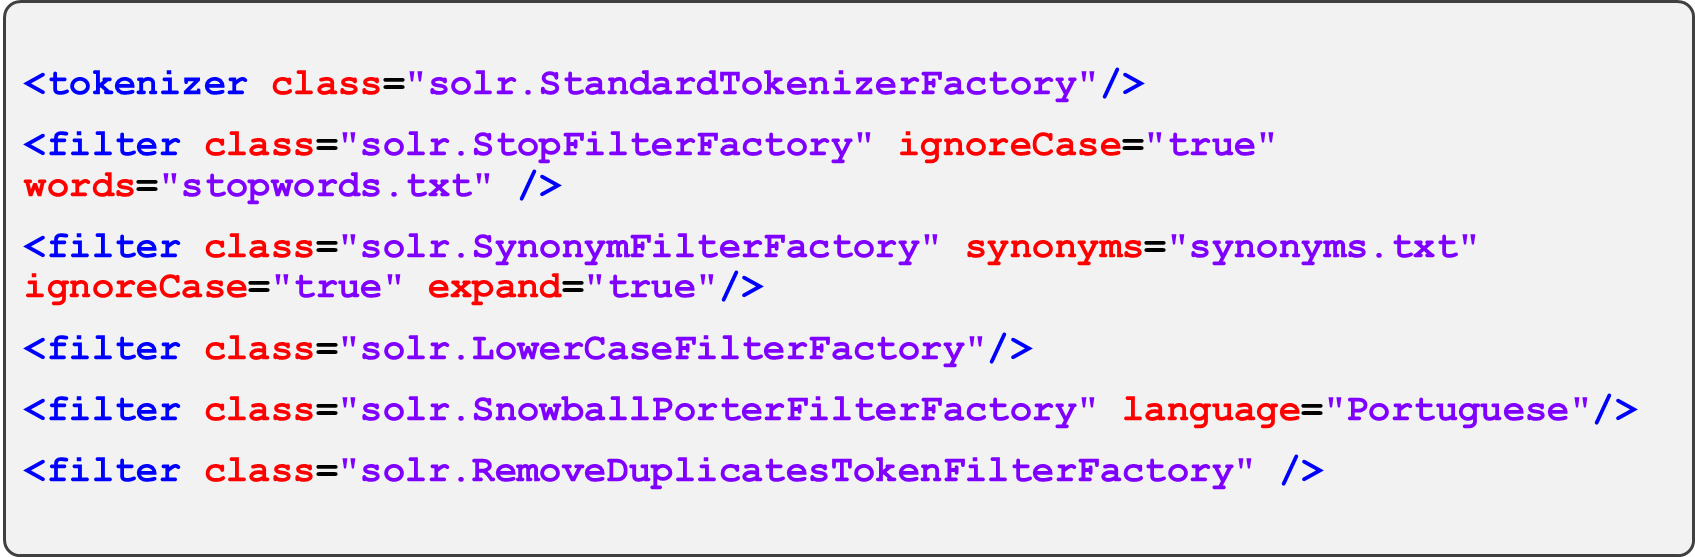 <tokenizer class="solr.StandardTokenizerFactory"/>
<filter class="solr.StopFilterFactory" ignoreCase="true"
words="stopwords.txt" />
<filter class="solr.SynonymFilterFactory" synonyms="synonyms.txt"
ignoreCase="true" expand="true"/>
<filter class="solr.LowerCaseFilterFactory"/>
<filter class="solr.SnowballPorterFilterFactory" language="Portuguese"/>
<filter class="solr.RemoveDuplicatesTokenFilterFactory" />